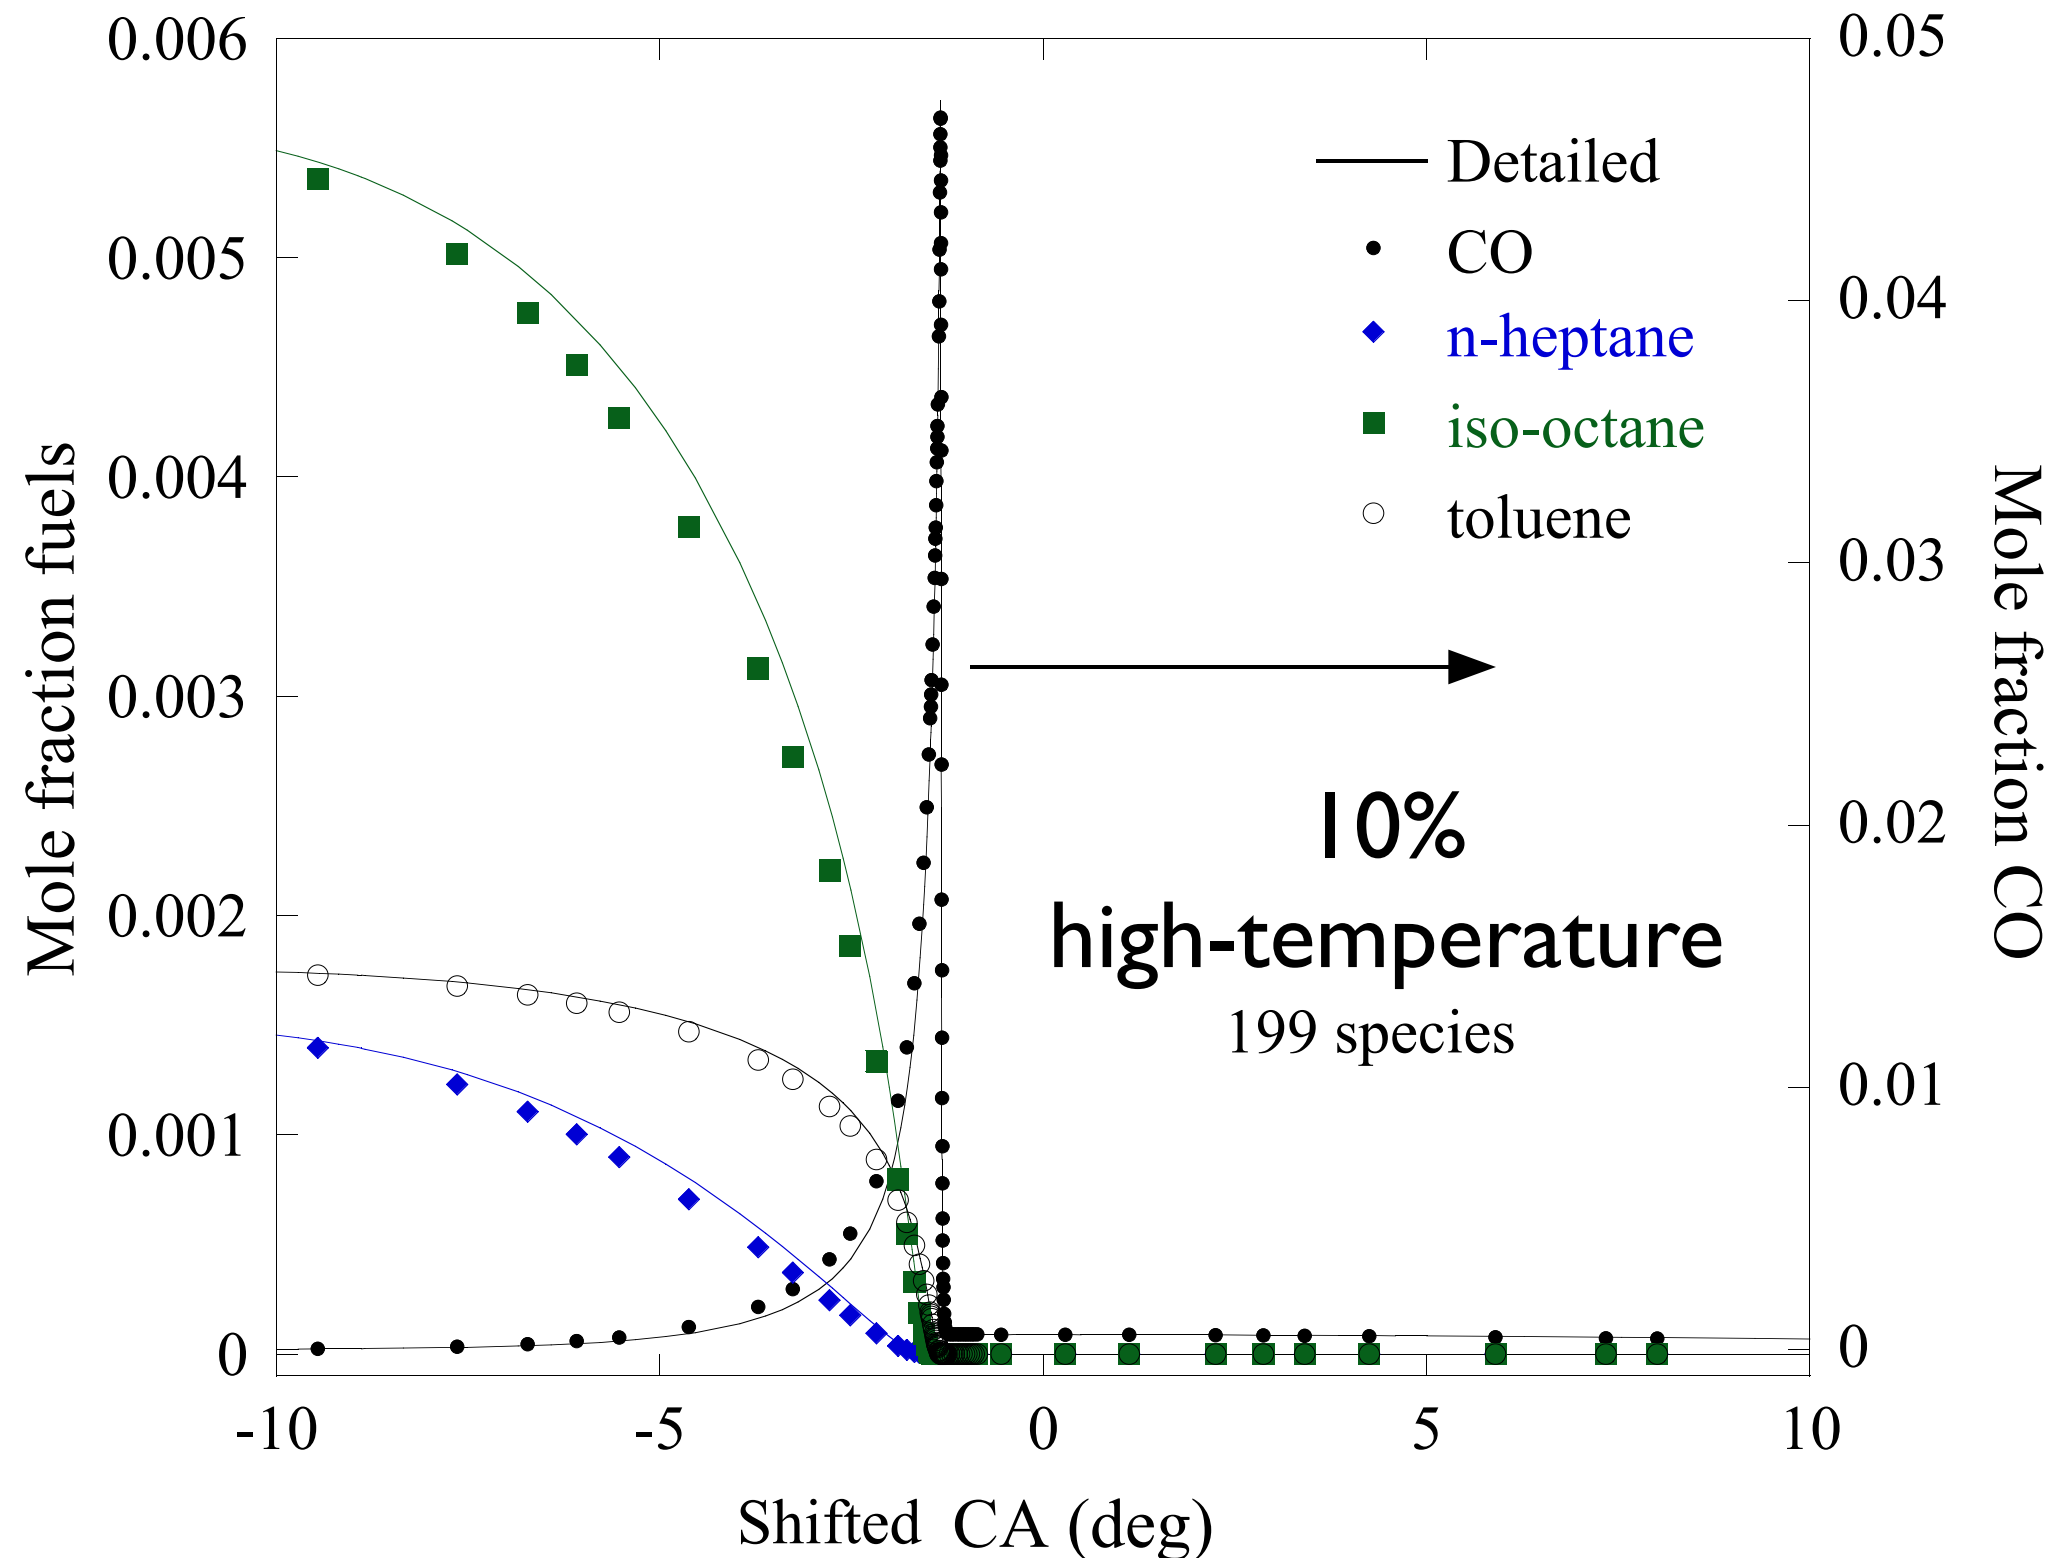 0.006
0.005
0.004
0.003
0.002
0.001
0
Mole fraction fuels
0.05
0.04
0.03
0.02
0.01
0
Mole fraction CO
Detailed
CO
n-heptane
iso-octane
toluene
10%
high-temperature
199 species
-10 -5 0 5 10
Shifted CA (deg)